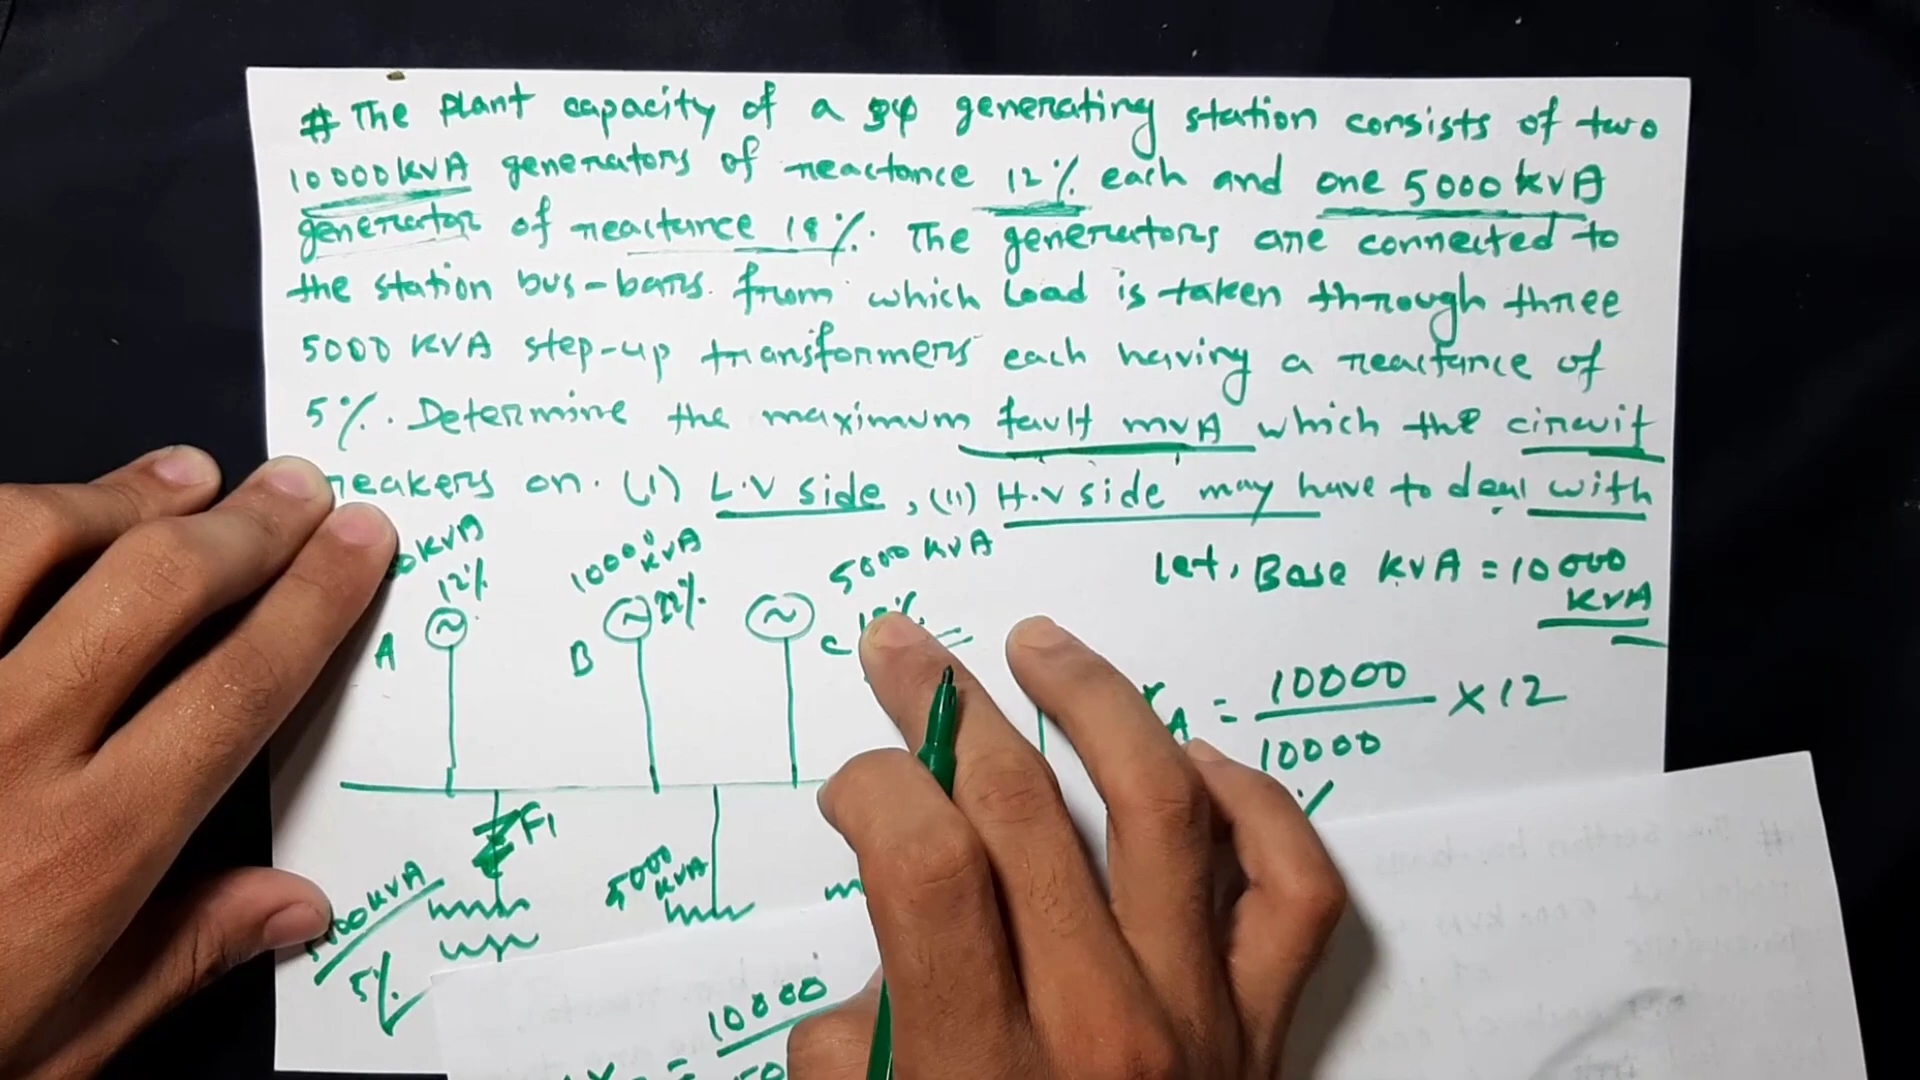 # The plant capacity of a 3φ generating station consists of two
10000 KVA generators of reactance 12% each and one 5000 KVA
generator of reactance 18%. The generators are connected to
the station bus-bars from which load is taken through three
5000 KVA step-up transformers each having a reactance of
5%. Determine the maximum fault MVA which the circuit
reakers on. (i) L.V side, (ii) H.V side may have to deal with
0KVA
12%
A
10000
KVA
12%
B
5000 KVA
C
Let, Base KVA = 10000
KVA
A = 10000 × 12
10000
F1
5000KVA
5%
5000
KVA
10000
=